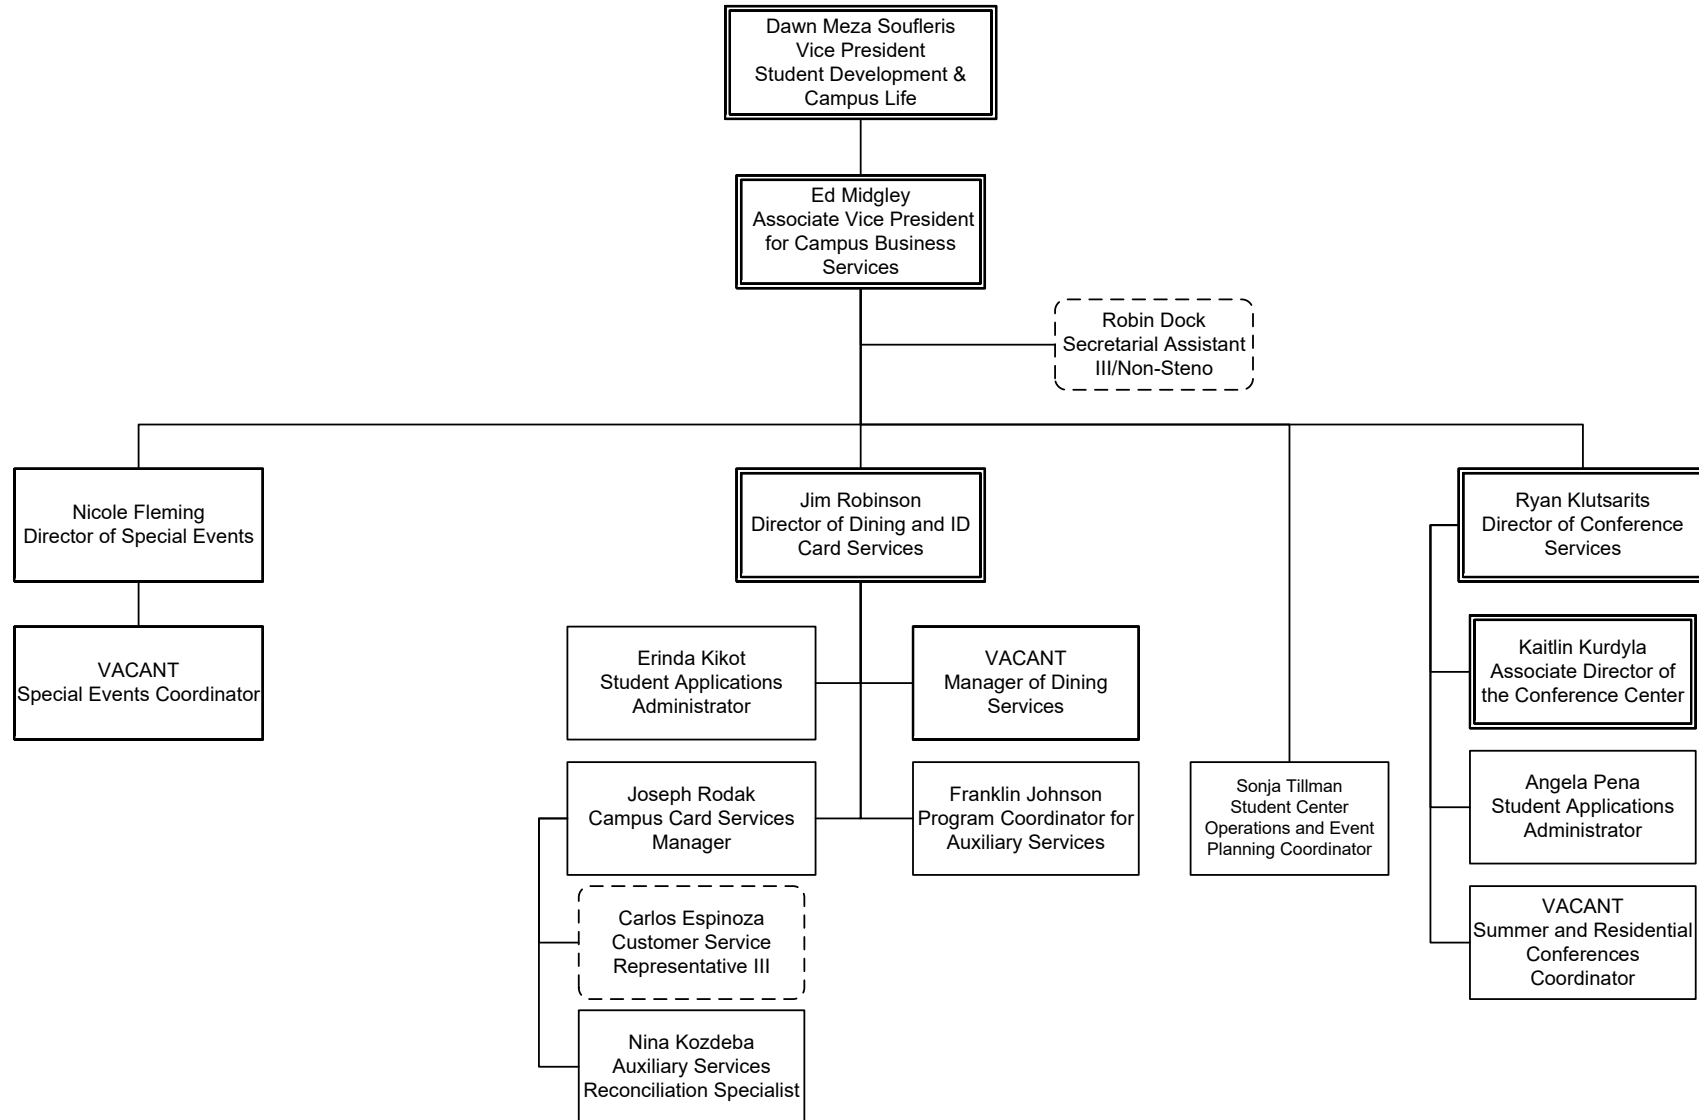 Dawn Meza Soufleris
Vice President
Student Development &
Campus Life
Ed Midgley
Associate Vice President
for Campus Business
Services
Robin Dock
Secretarial Assistant
III/Non-Steno
Nicole Fleming
Director of Special Events
VACANT
Special Events Coordinator
Jim Robinson
Director of Dining and ID
Card Services
Erinda Kikot
Student Applications
Administrator
VACANT
Manager of Dining
Services
Joseph Rodak
Campus Card Services
Manager
Franklin Johnson
Program Coordinator for
Auxiliary Services
Carlos Espinoza
Customer Service
Representative III
Nina Kozdeba
Auxiliary Services
Reconciliation Specialist
Sonja Tillman
Student Center
Operations and Event
Planning Coordinator
Ryan Klutsarits
Director of Conference
Services
Kaitlin Kurdyla
Associate Director of
the Conference Center
Angela Pena
Student Applications
Administrator
VACANT
Summer and Residential
Conferences
Coordinator